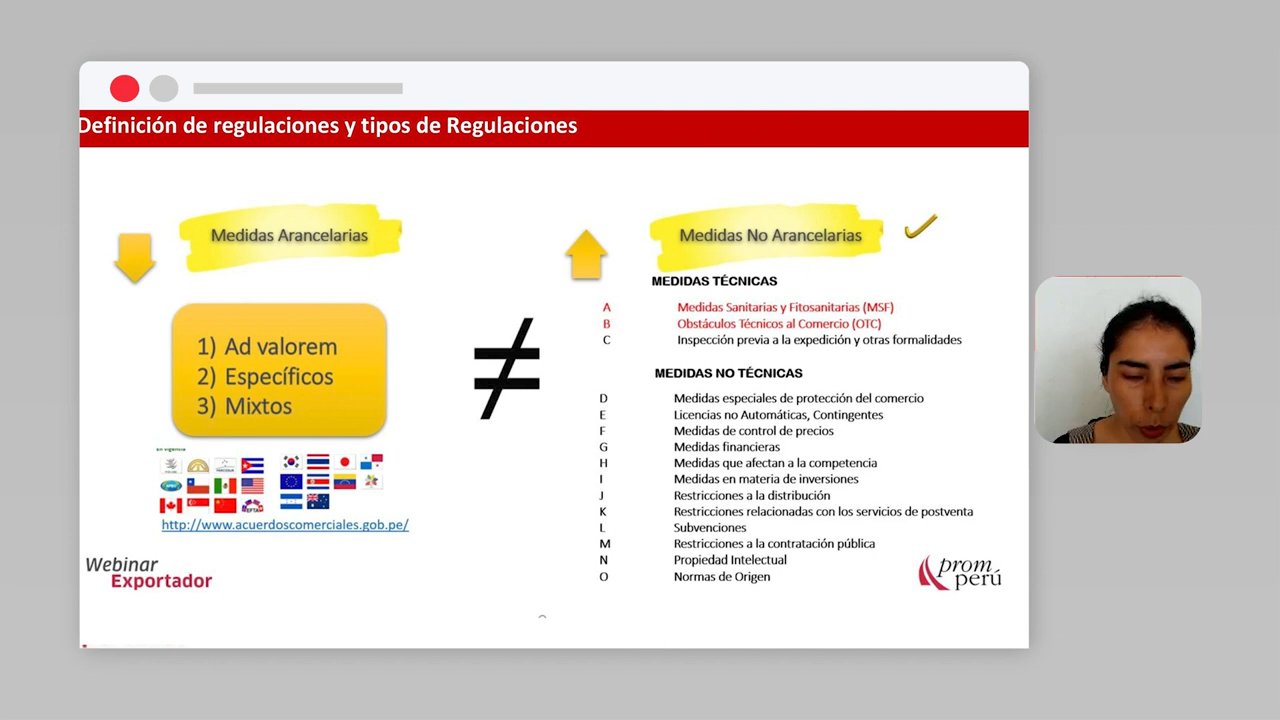 Definición de regulaciones y tipos de Regulaciones
Medidas Arancelarias
1) Ad valorem
2) Específicos
3) Mixtos
En vigencia
http://www.acuerdoscomerciales.gob.pe/
Webinar
Exportador
Medidas No Arancelarias
MEDIDAS TÉCNICAS
A Medidas Sanitarias y Fitosanitarias (MSF)
B Obstáculos Técnicos al Comercio (OTC)
C Inspección previa a la expedición y otras formalidades
MEDIDAS NO TÉCNICAS
D Medidas especiales de protección del comercio
E Licencias no Automáticas, Contingentes
F Medidas de control de precios
G Medidas financieras
H Medidas que afectan a la competencia
I Medidas en materia de inversiones
J Restricciones a la distribución
K Restricciones relacionadas con los servicios de postventa
L Subvenciones
M Restricciones a la contratación pública
N Propiedad Intelectual
O Normas de Origen
prom
perú